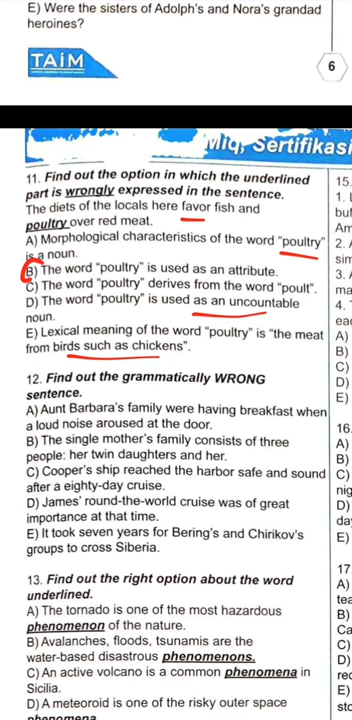 E) Were the sisters of Adolph's and Nora's grandad
heroines?
TAİM
6
Miq, Sertifikasi
11. Find out the option in which the underlined
part is wrongly expressed in the sentence.
The diets of the locals here favor fish and
poultry over red meat.
A) Morphological characteristics of the word "poultry"
is a noun.
B) The word "poultry" is used as an attribute.
C) The word "poultry" derives from the word "poult".
D) The word "poultry" is used as an uncountable
noun.
E) Lexical meaning of the word "poultry" is "the meat
from birds such as chickens".
12. Find out the grammatically WRONG
sentence.
A) Aunt Barbara's family were having breakfast when
a loud noise aroused at the door.
B) The single mother's family consists of three
people: her twin daughters and her.
C) Cooper's ship reached the harbor safe and sound
after a eighty-day cruise.
D) James' round-the-world cruise was of great
importance at that time.
E) It took seven years for Bering's and Chirikov's
groups to cross Siberia.
13. Find out the right option about the word
underlined.
A) The tornado is one of the most hazardous
phenomenon of the nature.
B) Avalanches, floods, tsunamis are the
water-based disastrous phenomenons.
C) An active volcano is a common phenomena in
Sicilia.
D) A meteoroid is one of the risky outer space
phenomena
15.
1.
but
Am
2.
sim
3.
ma
4.
ea
A)
B)
C)
D)
E)
16.
A)
B)
C)
nig
D)
da
E)
17
A)
tea
B)
Ca
C)
D)
rec
E)
sto